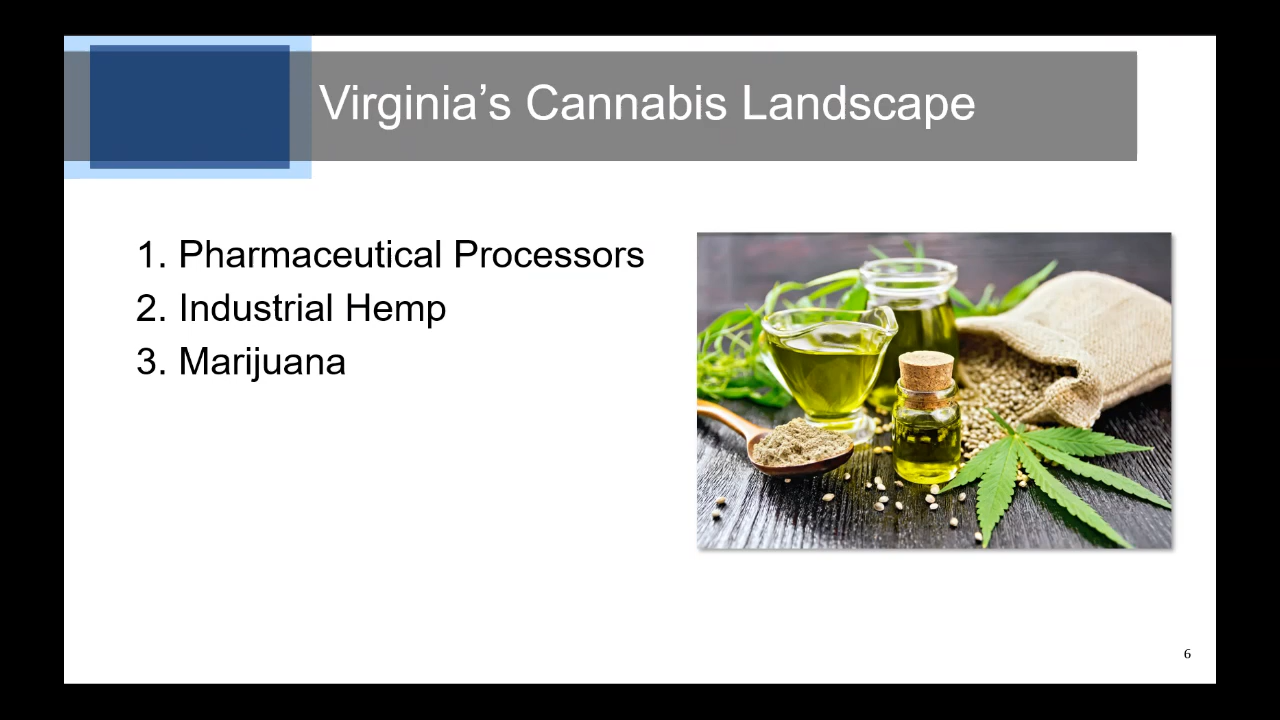 Virginia’s Cannabis Landscape
1. Pharmaceutical Processors
2. Industrial Hemp
3. Marijuana
6